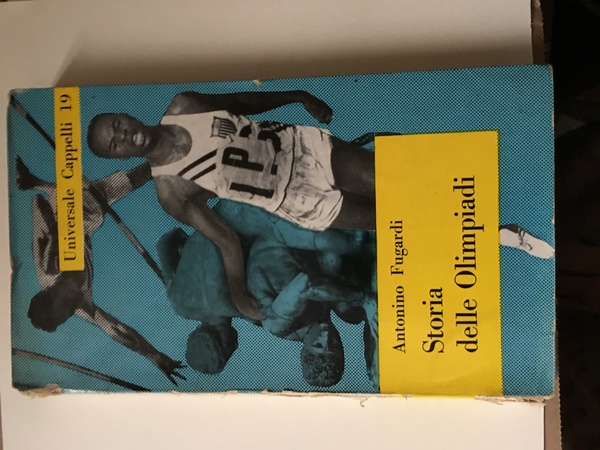 Universale Cappelli 19
Antonino Fugardi
Storia
delle Olimpiadi